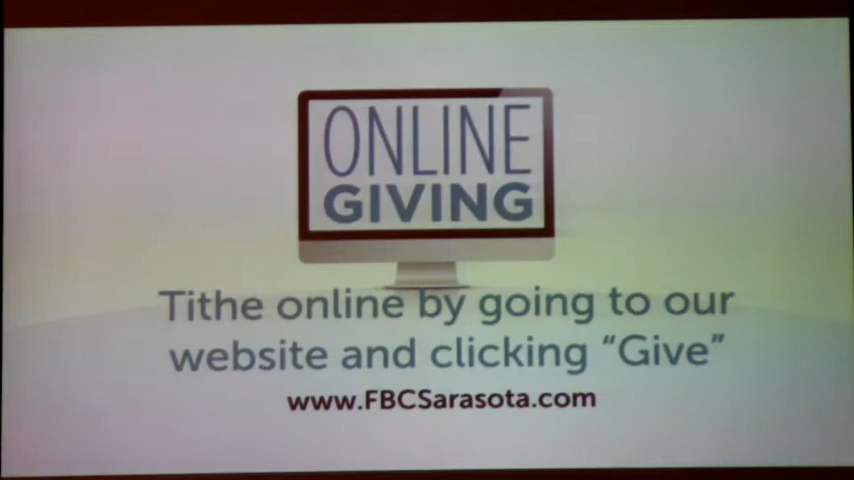 ONLINE
GIVING
Tithe online by going to our
website and clicking “Give”
www.FBCSarasota.com